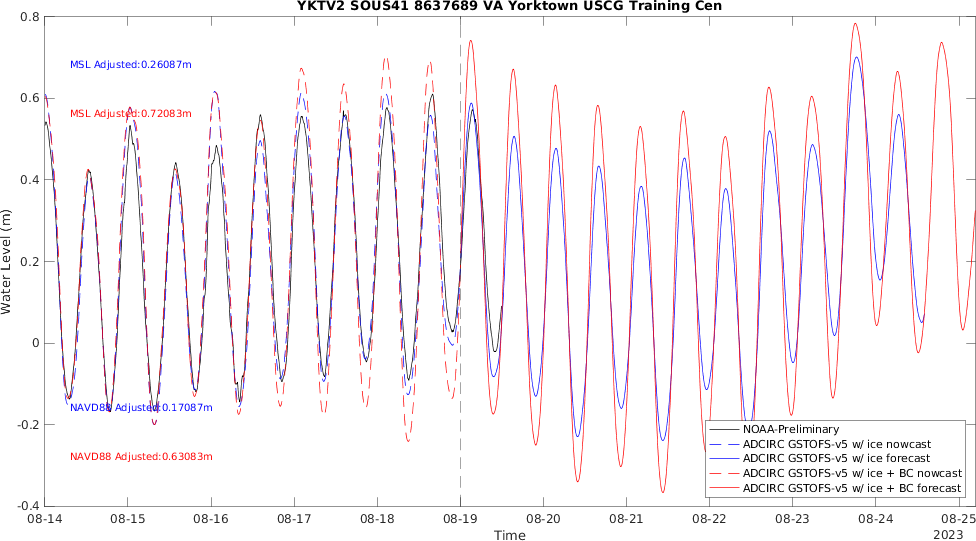 YKTV2 SOUS41 8637689 VA Yorktown USCG Training Cen
0.8
0.6
0.4
0.2
0
-0.2
-0.4
Water Level (m)
MSL Adjusted:0.26087m
MSL Adjusted:0.72083m
NAVD88 Adjusted:0.17087m
NAVD88 Adjusted:0.63083m
NOAA-Preliminary
ADCIRC GSTOFS-v5 w/ ice nowcast
ADCIRC GSTOFS-v5 w/ ice forecast
ADCIRC GSTOFS-v5 w/ ice + BC nowcast
ADCIRC GSTOFS-v5 w/ ice + BC forecast
08-14 08-15 08-16 08-17 08-18 08-19 08-20 08-21 08-22 08-23 08-24 08-25
Time
2023